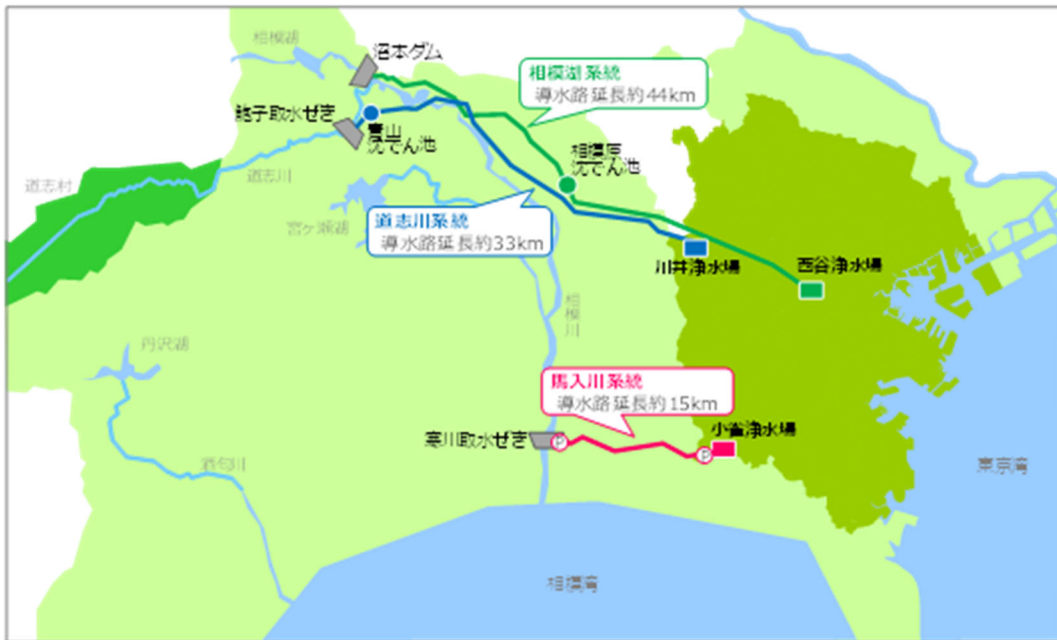 相模湖
沼本ダム
相模湖系統
導水路延長約44km
鮑子取水ぜき
青山
沈でん池
相模原
沈でん池
道志村
道志川
宮ヶ瀬湖
道志川系統
導水路延長約33km
川井浄水場
西谷浄水場
相模川
丹沢湖
馬入川系統
導水路延長約15km
小雀浄水場
寒川取水ぜき
P
P
酒匂川
東京湾
相模湾